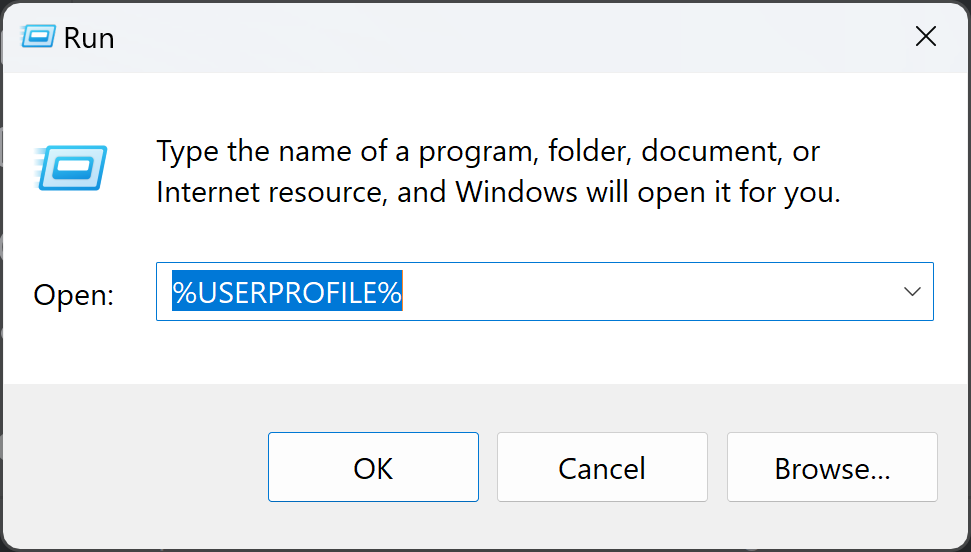 Run
Type the name of a program, folder, document, or
Internet resource, and Windows will open it for you.
Open: %USERPROFILE%
OK Cancel Browse...